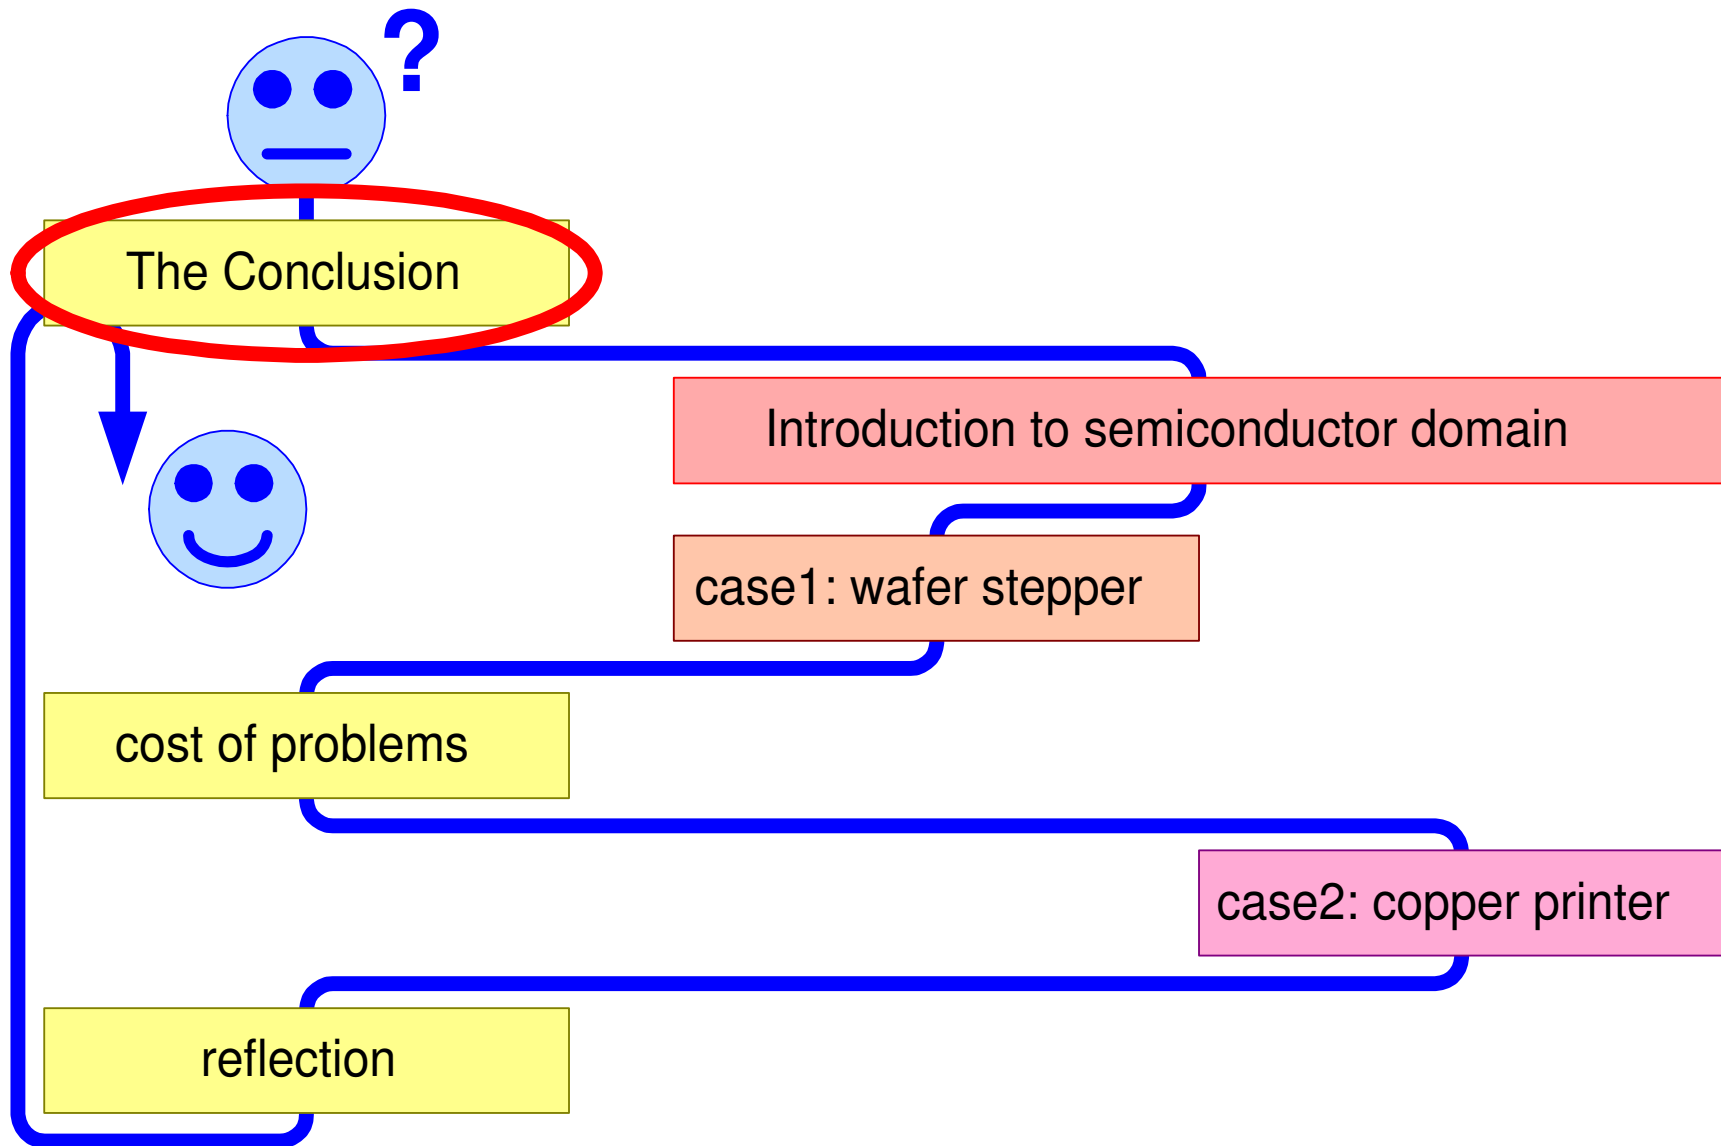 ?
The Conclusion
Introduction to semiconductor domain
case1: wafer stepper
cost of problems
case2: copper printer
reflection